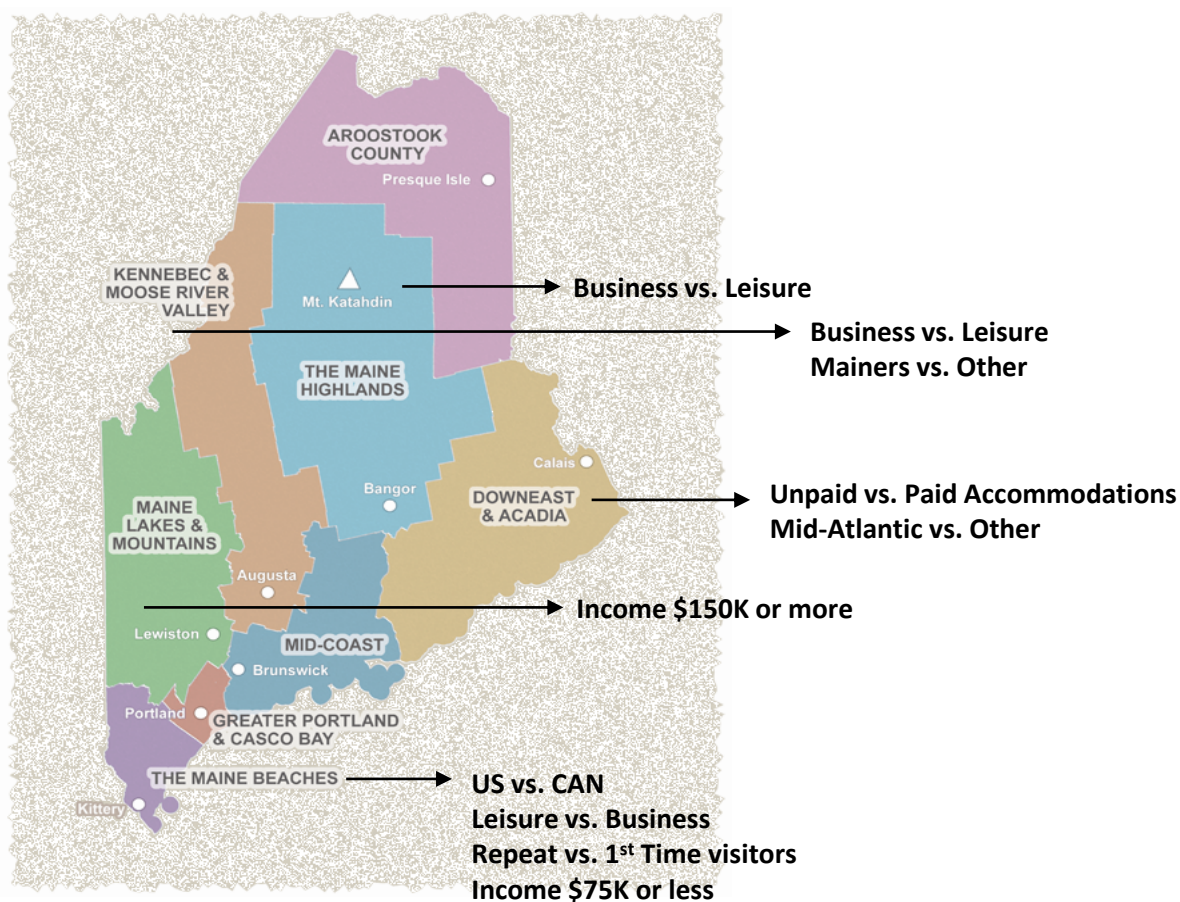 AROOSTOOK
COUNTY
Presque Isle
KENNEBEC &
MOOSE RIVER
VALLEY
Mt. Katahdin
Business vs. Leisure
Business vs. Leisure
Mainers vs. Other
THE MAINE
HIGHLANDS
Calais
Bangor
DOWNEAST
& ACADIA
Unpaid vs. Paid Accommodations
Mid-Atlantic vs. Other
MAINE
LAKES &
MOUNTAINS
Augusta
Income $150K or more
Lewiston
MID-COAST
Brunswick
Portland
GREATER PORTLAND
& CASCO BAY
THE MAINE BEACHES
Kittery
US vs. CAN
Leisure vs. Business
Repeat vs. 1st Time visitors
Income $75K or less